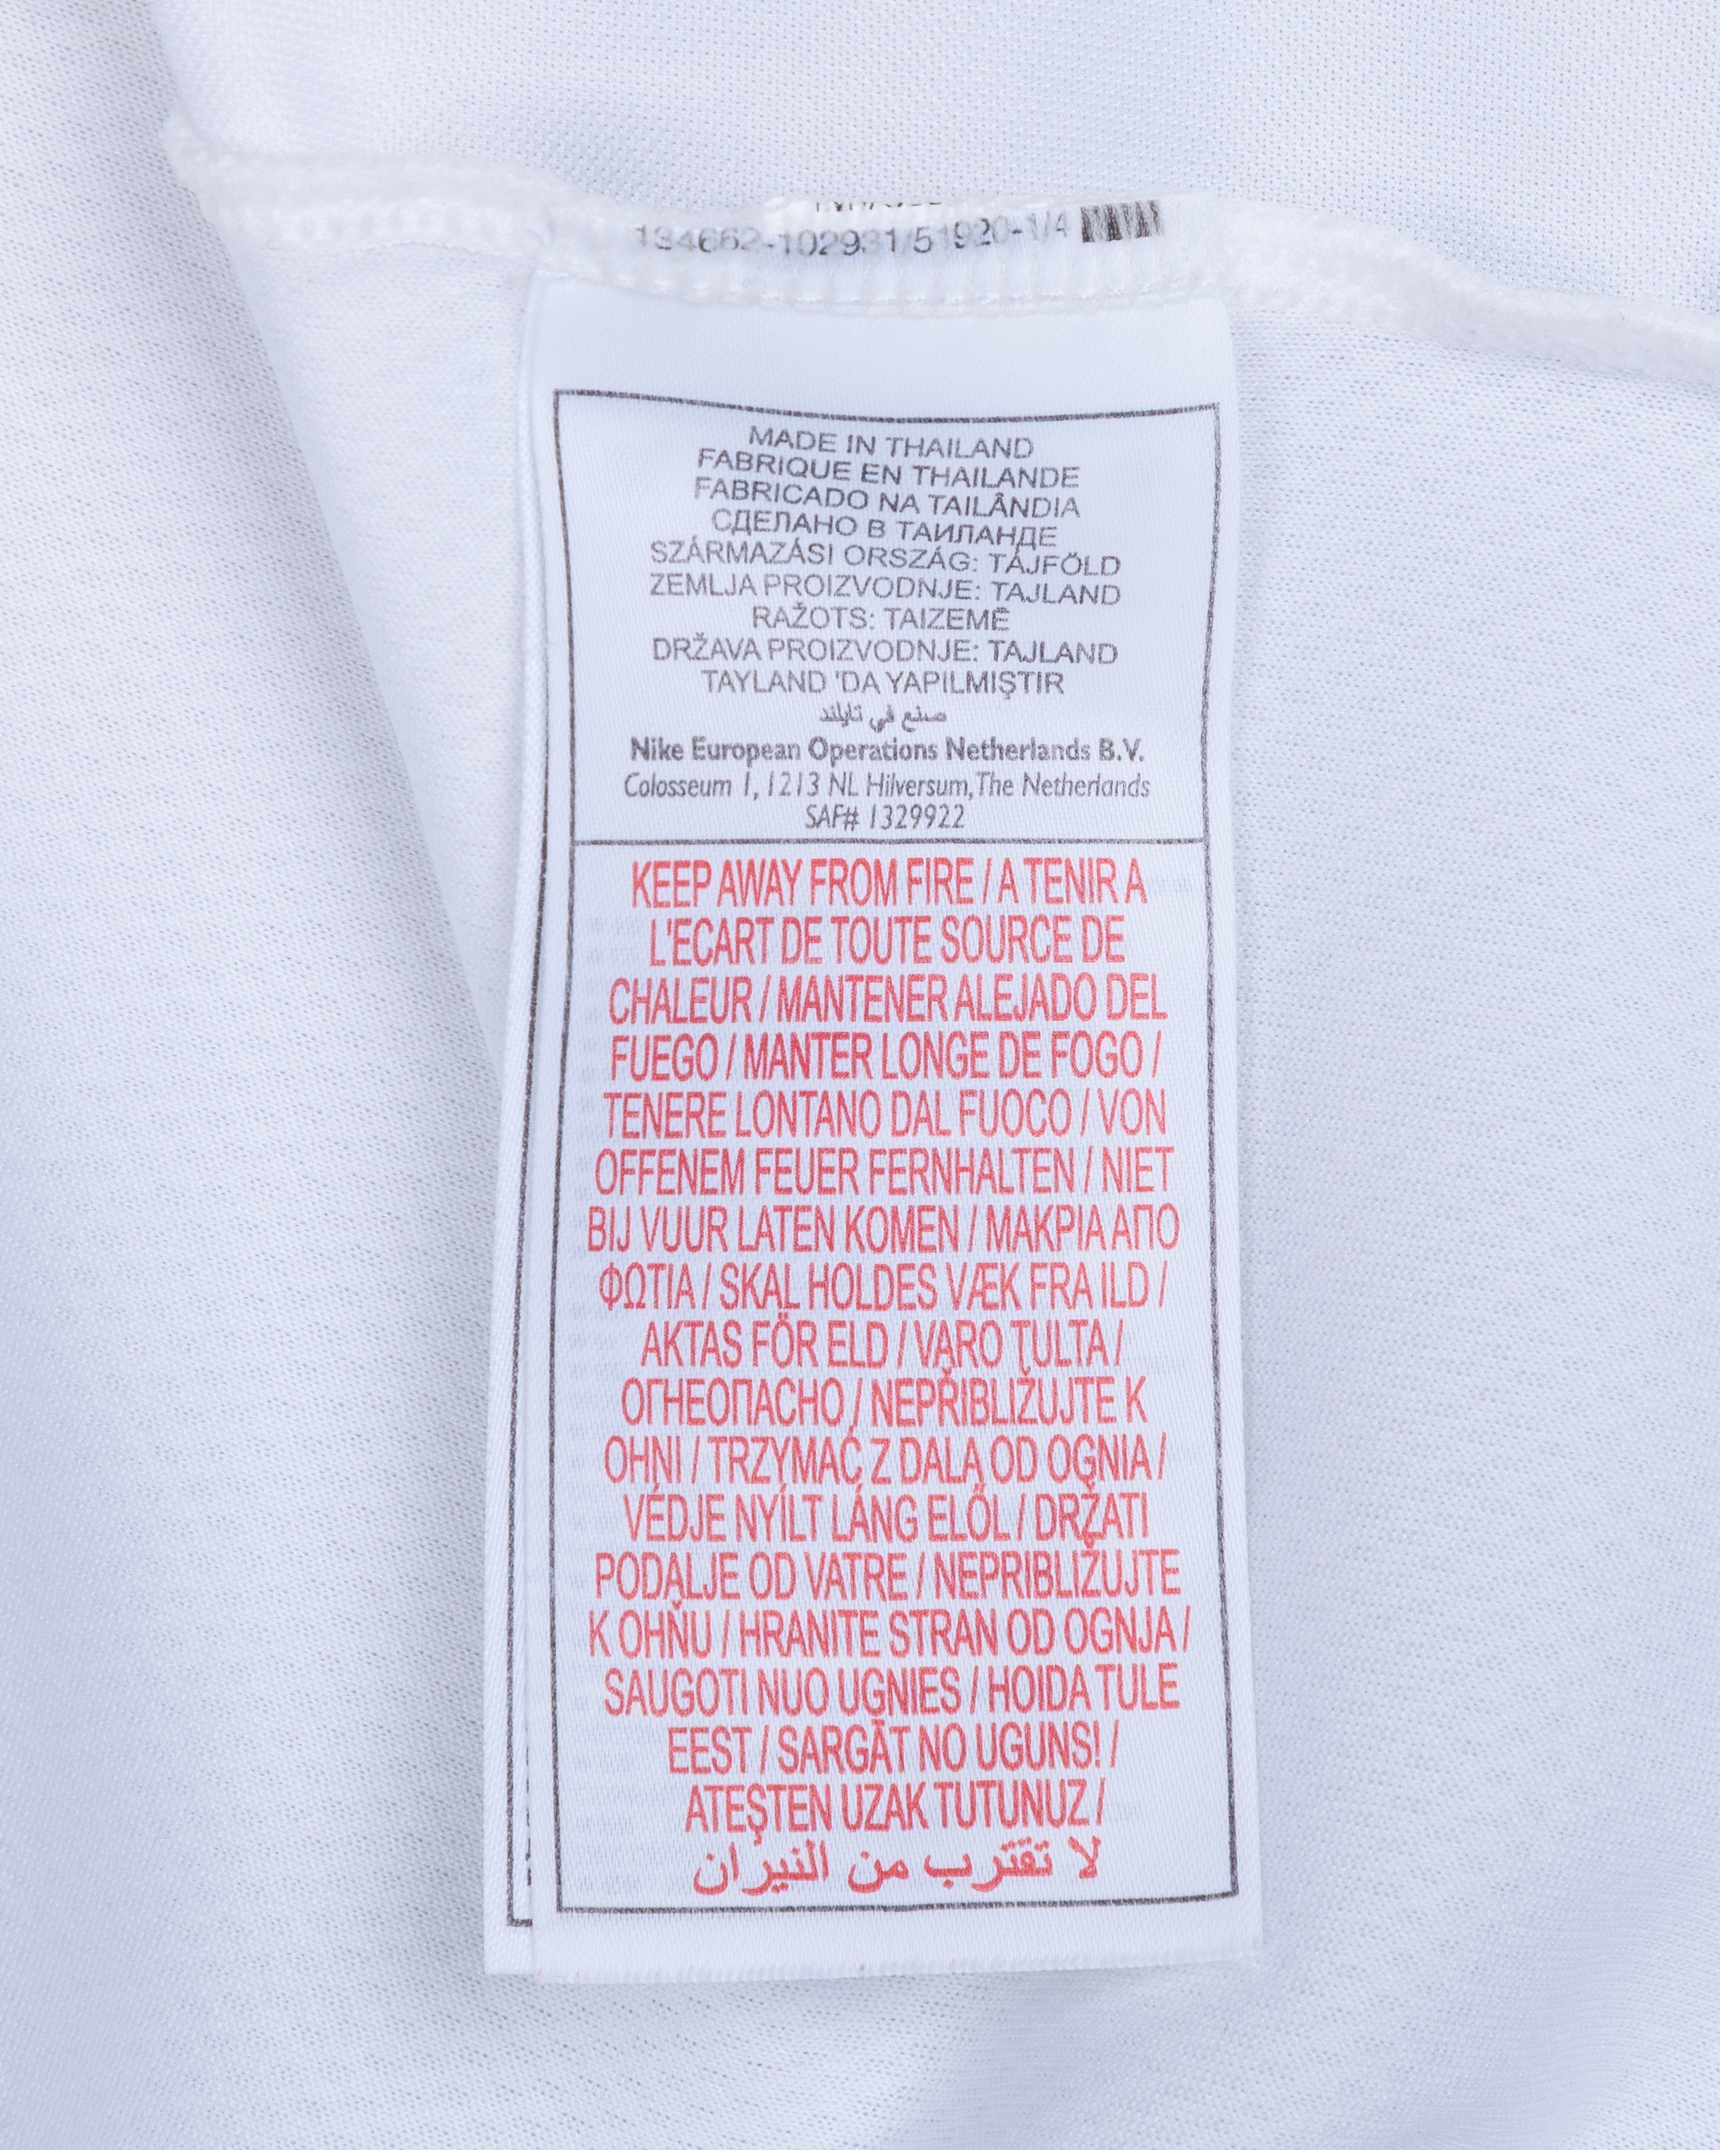 134662-102931/51920-1/4
MADE IN THAILAND
FABRIQUE EN THAILANDE
FABRICADO NA TAILÂNDIA
СДЕЛАНО В ТАИЛАНДЕ
SZÁRMAZÁSI ORSZÁG: TÁJFÖLD
ZEMLJA PROIZVODNJE: TAJLAND
RAŽOTS: TAIZEMĒ
DRŽAVA PROIZVODNJE: TAJLAND
TAYLAND 'DA YAPILMIŞTIR
صنع في تايلند
Nike European Operations Netherlands B.V.
Colosseum 1, 1213 NL Hilversum, The Netherlands
SAF# 1329922
KEEP AWAY FROM FIRE / A TENIR A
L'ECART DE TOUTE SOURCE DE
CHALEUR / MANTENER ALEJADO DEL
FUEGO / MANTER LONGE DE FOGO /
TENERE LONTANO DAL FUOCO / VON
OFFENEM FEUER FERNHALTEN / NIET
BIJ VUUR LATEN KOMEN / ΜΑΚΡΙΑ ΑΠΟ
ΦΩΤΙΑ / SKAL HOLDES VÆK FRA ILD /
AKTAS FÖR ELD / VARO TULTA /
ОГНЕОПАСНО / NEPŘIBLIŽUJTE K
OHNI / TRZYMAĆ Z DALA OD OGNIA /
VÉDJE NYÍLT LÁNG ELŐL / DRŽATI
PODALJE OD VATRE / NEPRIBLIŽUJTE
K OHŇU / HRANITE STRAN OD OGNJA /
SAUGOTI NUO UGNIES / HOIDA TULE
EEST / SARGĀT NO UGUNS! /
ATEŞTEN UZAK TUTUNUZ /
لا تقترب من النيران